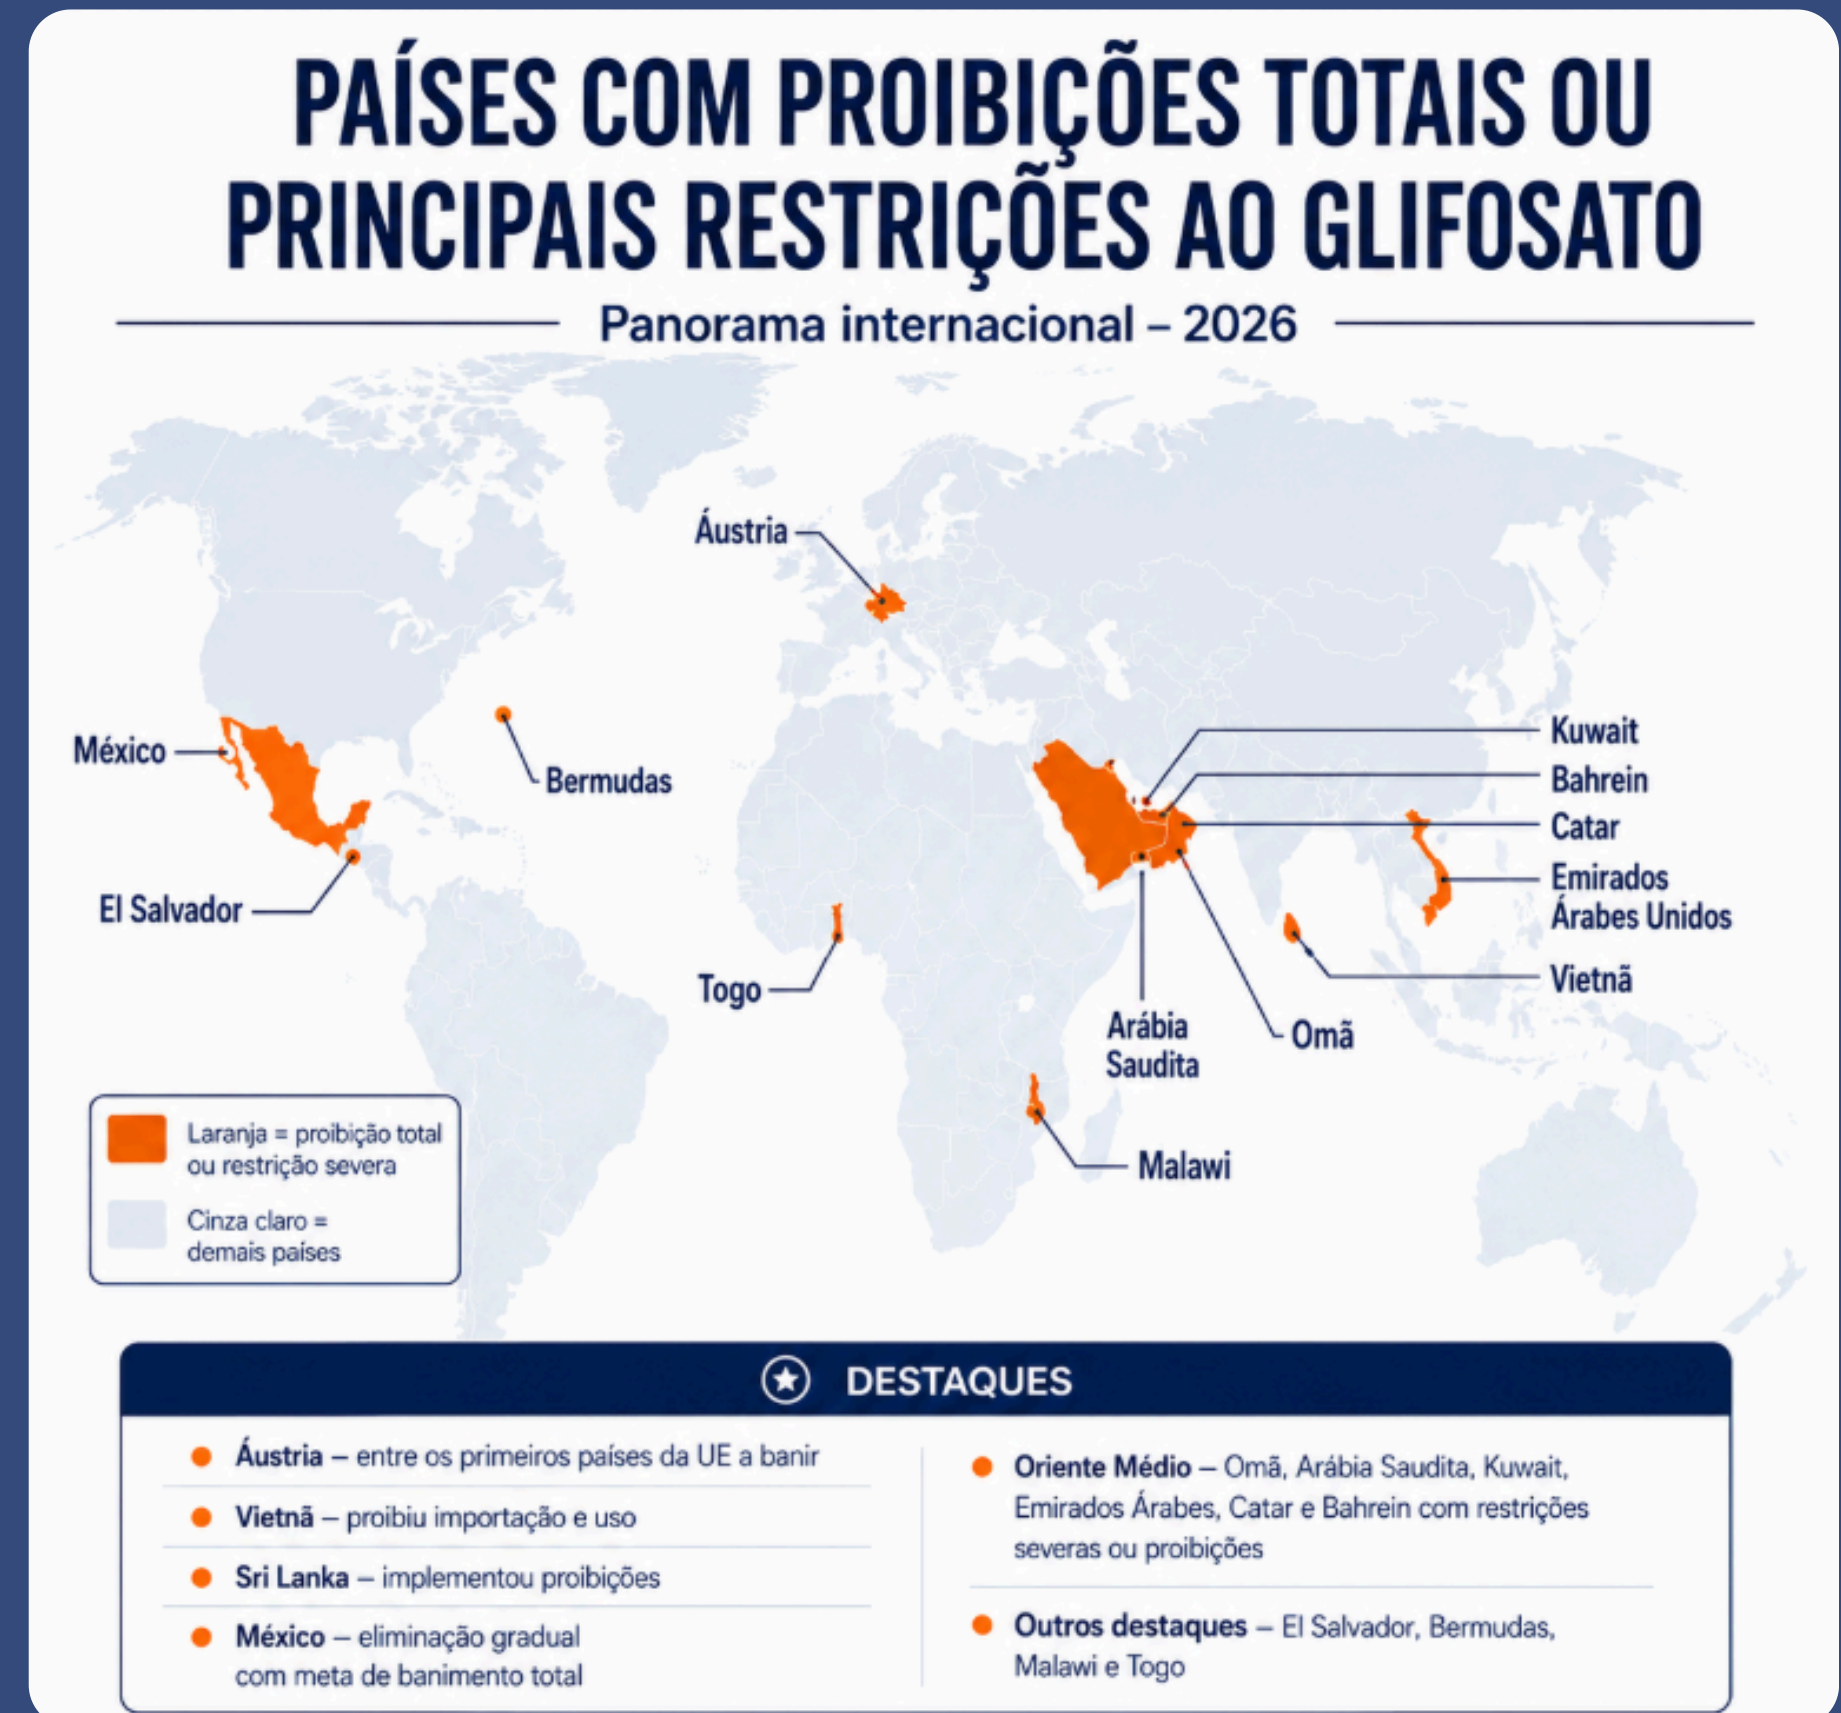 PAÍSES COM PROIBIÇÕES TOTAIS OU
PRINCIPAIS RESTRIÇÕES AO GLIFOSATO
Panorama internacional – 2026
Áustria
México
Bermudas
El Salvador
Togo
Kuwait
Bahrein
Catar
Emirados
Árabes Unidos
Vietnã
Arábia
Saudita
Omã
Malawi
Laranja = proibição total
ou restrição severa
Cinza claro =
demais países
DESTAQUES
Áustria – entre os primeiros países da UE a banir
Vietnã – proibiu importação e uso
Sri Lanka – implementou proibições
México – eliminação gradual
com meta de banimento total
Oriente Médio – Omã, Arábia Saudita, Kuwait,
Emirados Árabes, Catar e Bahrein com restrições
severas ou proibições
Outros destaques – El Salvador, Bermudas,
Malawi e Togo